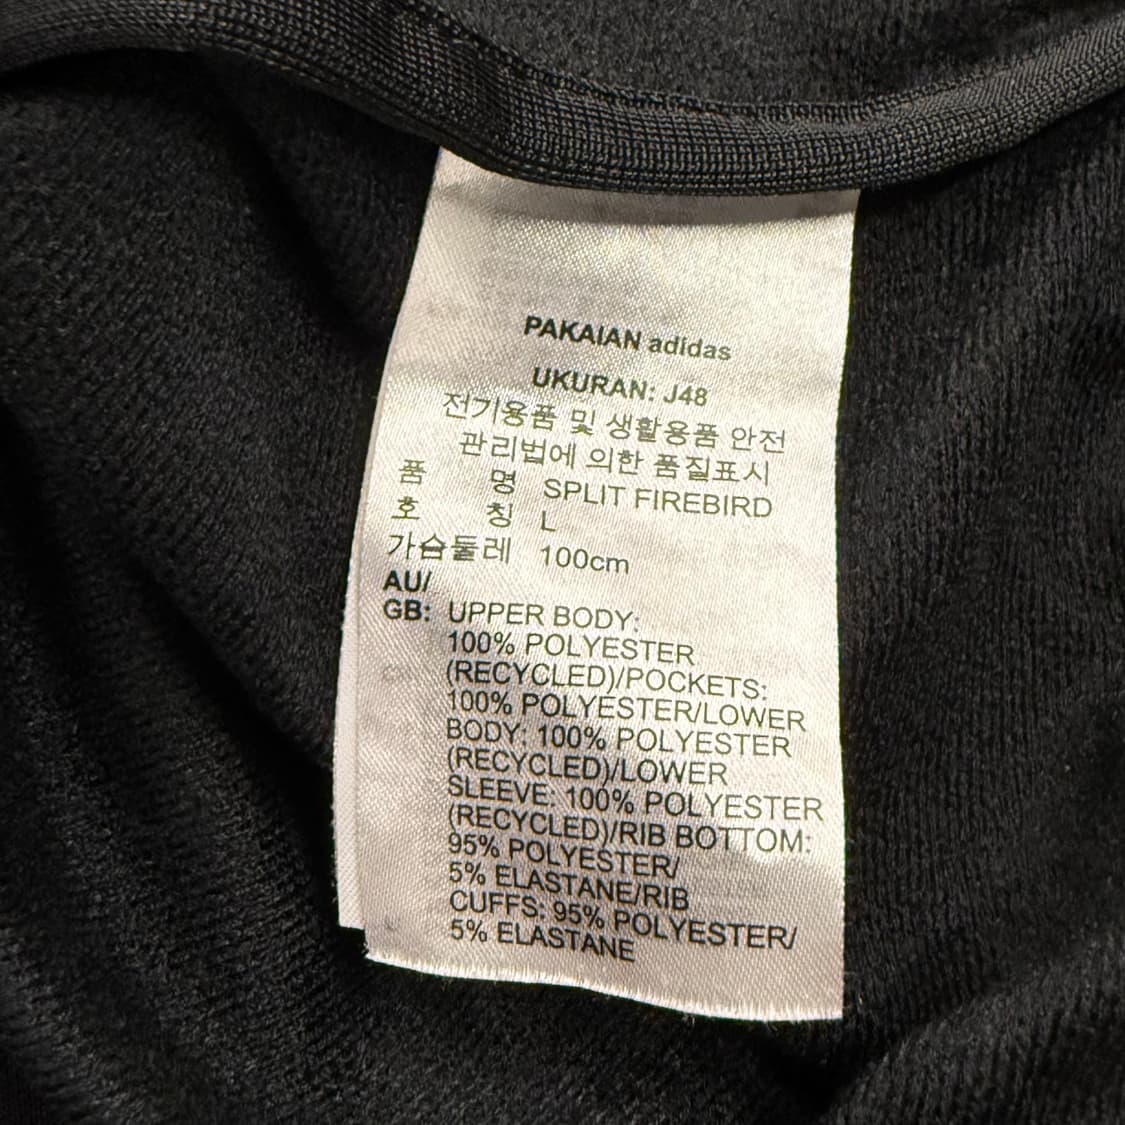 PAKAIAN adidas
UKURAN: J48
전기용품 및 생활용품 안전
관리법에 의한 품질표시
품 명 SPLIT FIREBIRD
호 칭 L
가슴둘레 100cm
AU/
GB: UPPER BODY:
100% POLYESTER
(RECYCLED)/POCKETS:
100% POLYESTER/LOWER
BODY: 100% POLYESTER
(RECYCLED)/LOWER
SLEEVE: 100% POLYESTER
(RECYCLED)/RIB BOTTOM:
95% POLYESTER/
5% ELASTANE/RIB
CUFFS: 95% POLYESTER/
5% ELASTANE